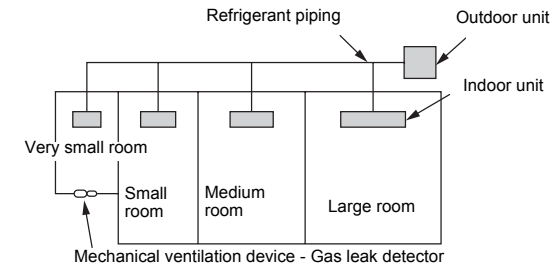 Refrigerant piping
Outdoor unit
Indoor unit
Very small room
Small
room
Medium
room
Large room
Mechanical ventilation device - Gas leak detector